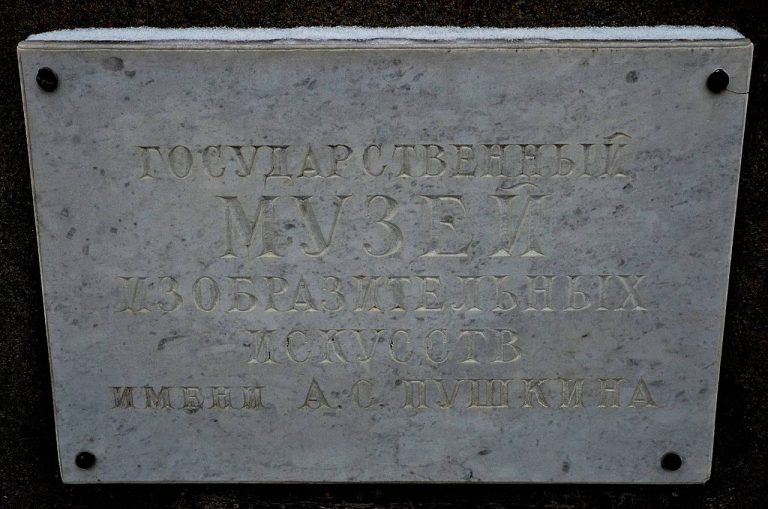 ГОСУДАРСТВЕННЫЙ
МУЗЕЙ
ИЗОБРАЗИТЕЛЬНЫХ
ИСКУССТВ
ИМЕНИ А.С. ПУШКИНА